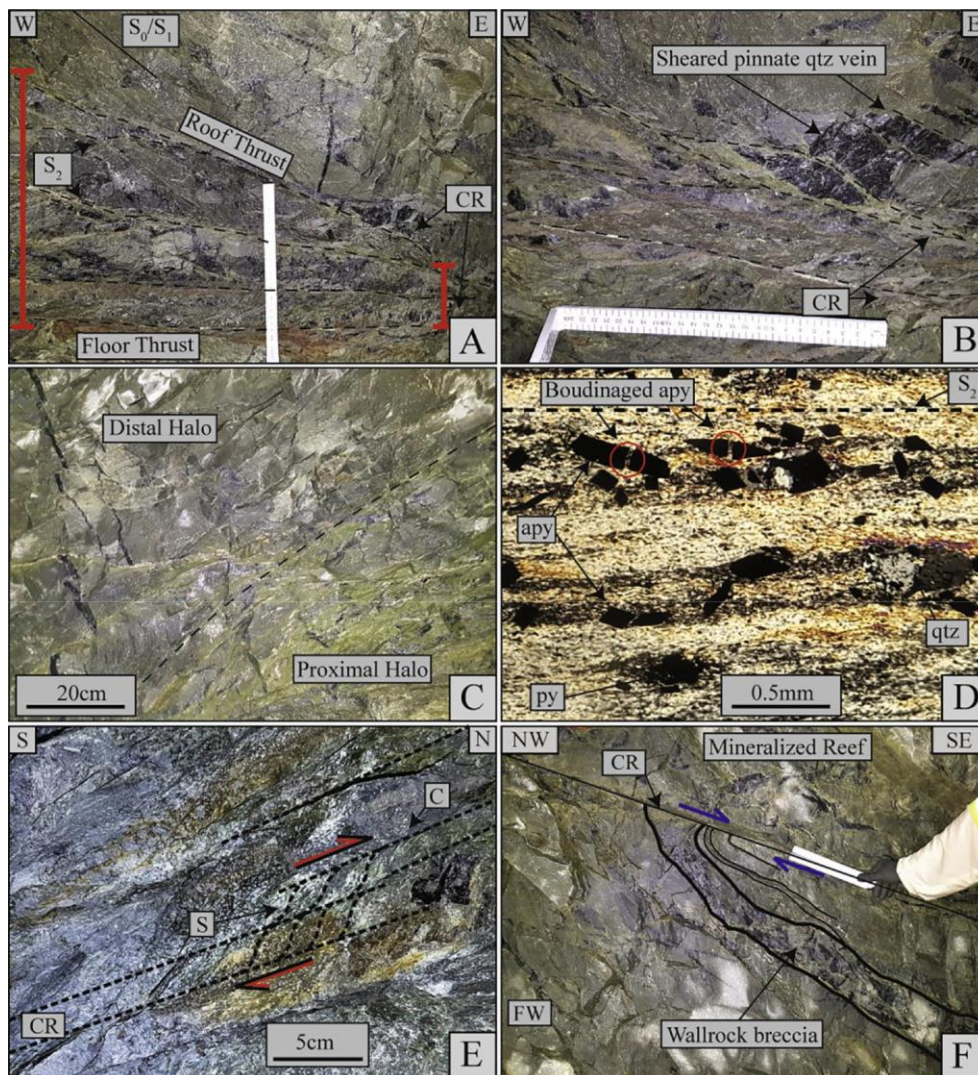 W
S0/S1
E
Roof Thrust
S2
CR
Floor Thrust
A
W
E
Sheared pinnate qtz vein
CR
B
Distal Halo
Proximal Halo
20cm
C
S2
Boudinaged apy
apy
qtz
py
0.5mm
D
S
N
C
S
CR
5cm
E
NW
SE
Mineralized Reef
CR
Wallrock breccia
FW
F